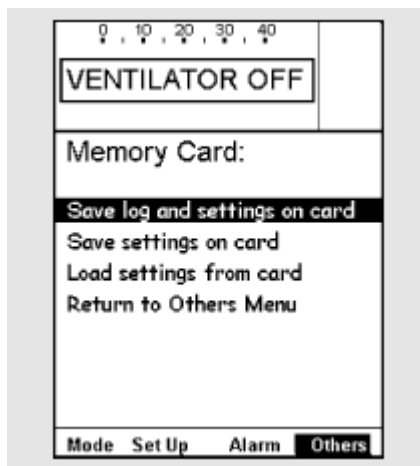 0 , 10 , 20 , 30 , 40
VENTILATOR OFF
Memory Card:
Save log and settings on card
Save settings on card
Load settings from card
Return to Others Menu
Mode Set Up Alarm Others